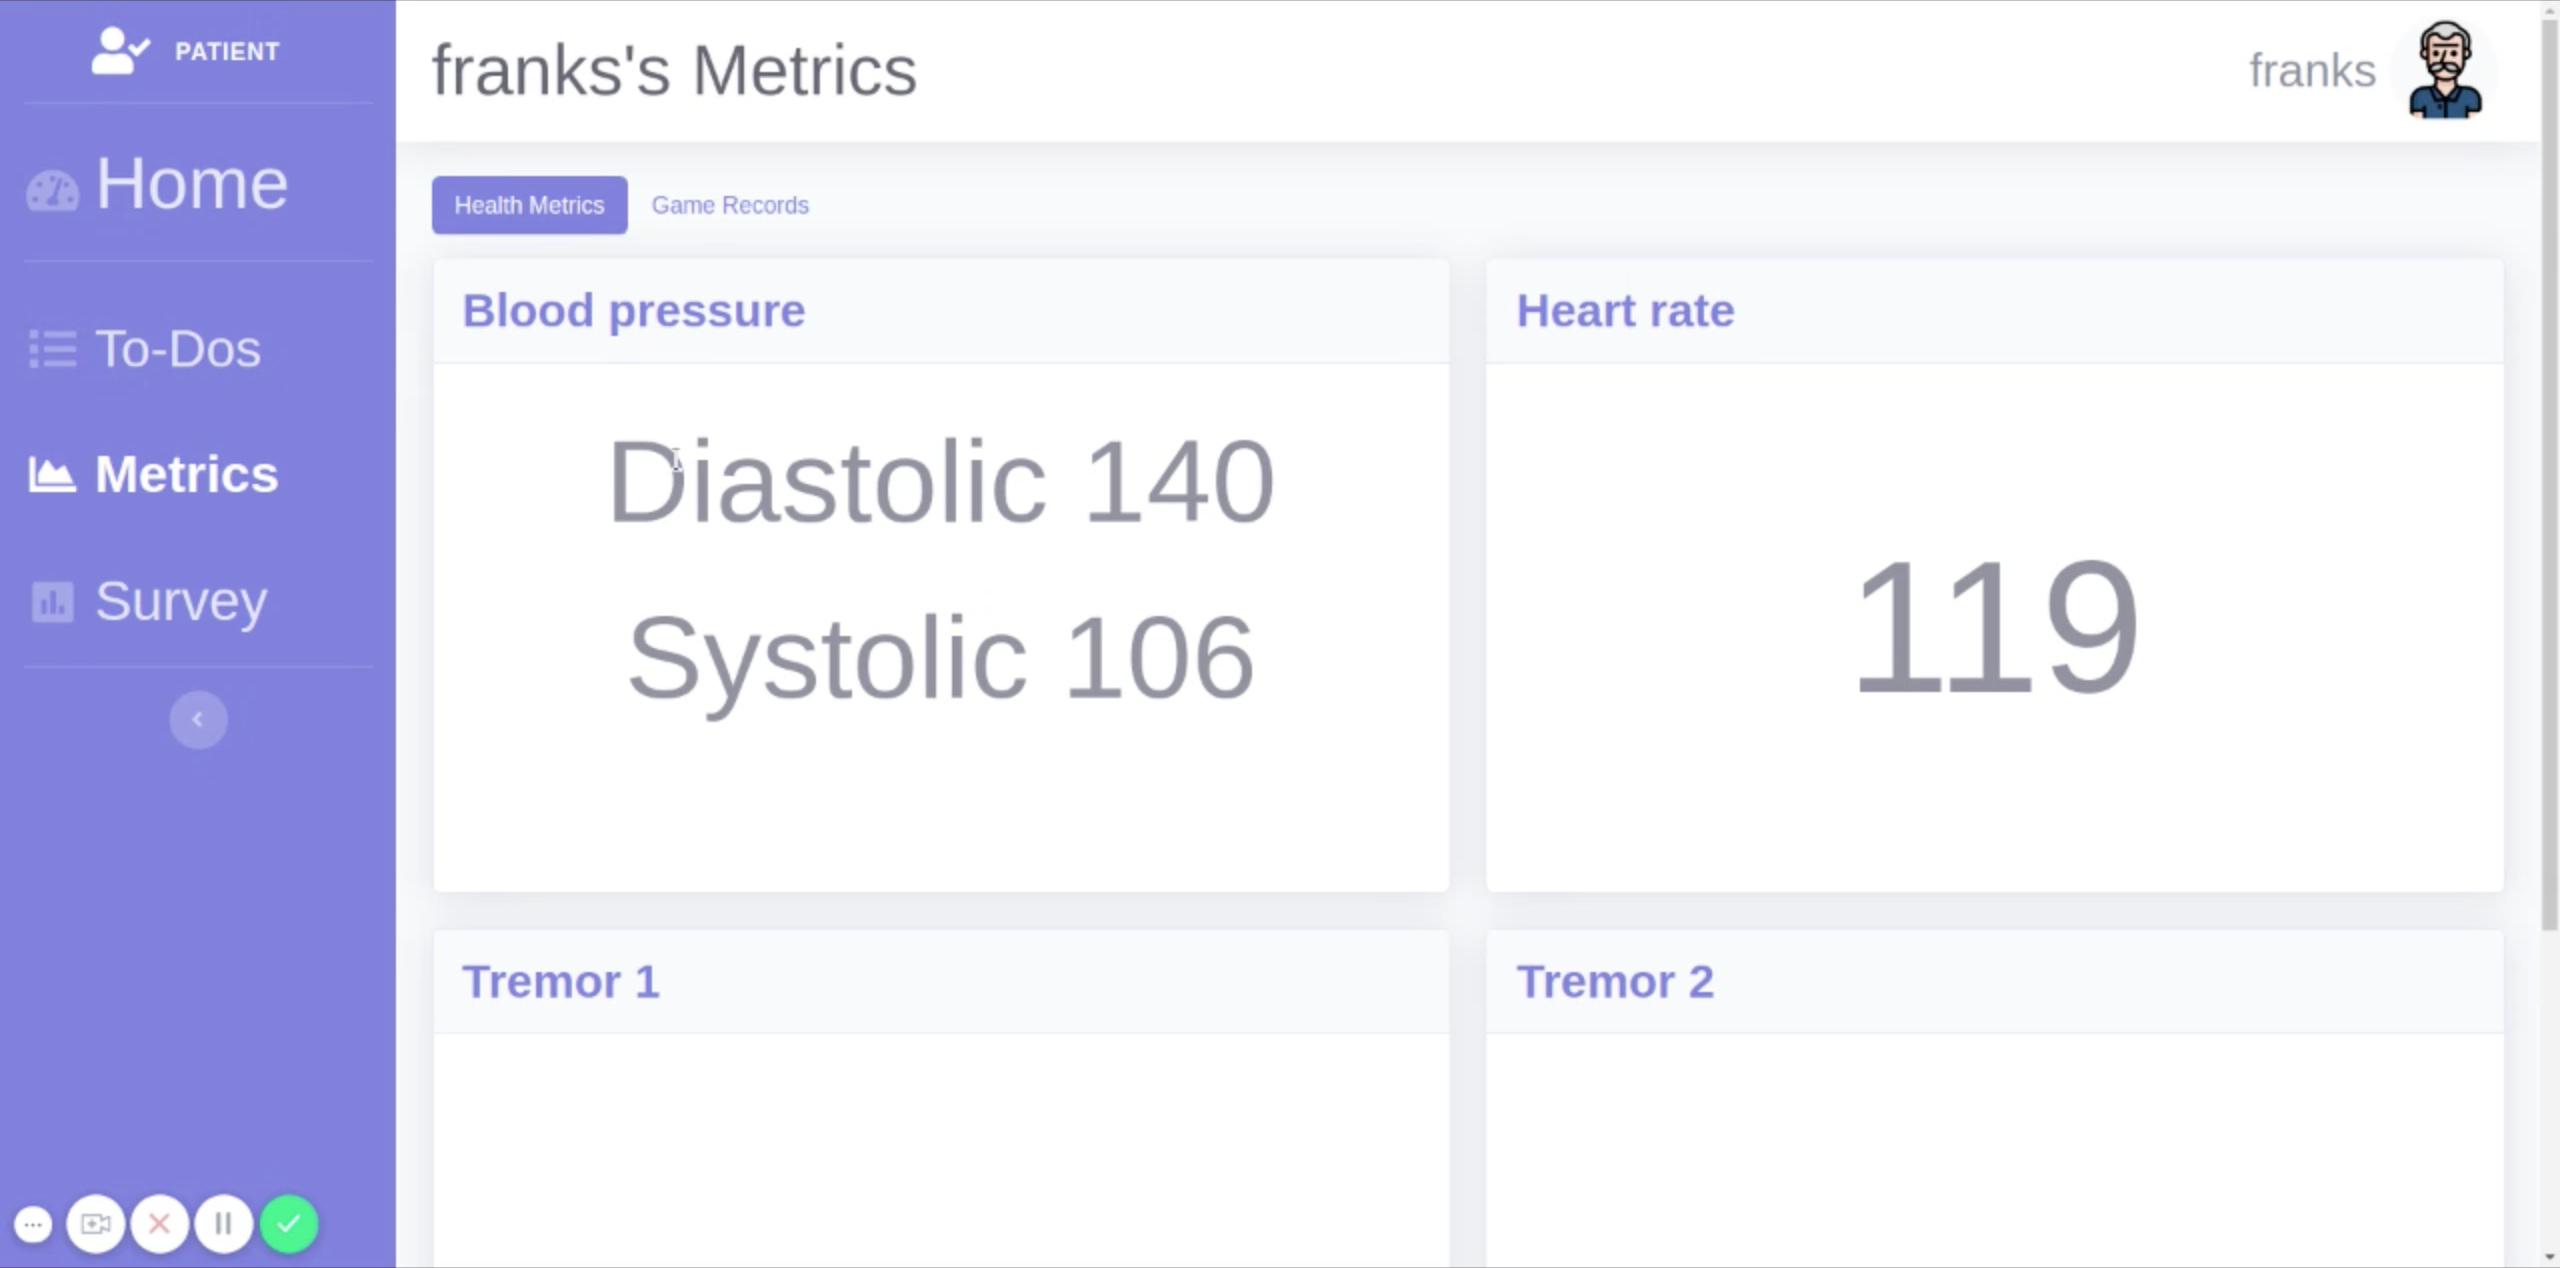 PATIENT
Home
To-Dos
Metrics
Survey
franks's Metrics
franks
Health Metrics
Game Records
Blood pressure
Diastolic 140
Systolic 106
Heart rate
119
Tremor 1
Tremor 2